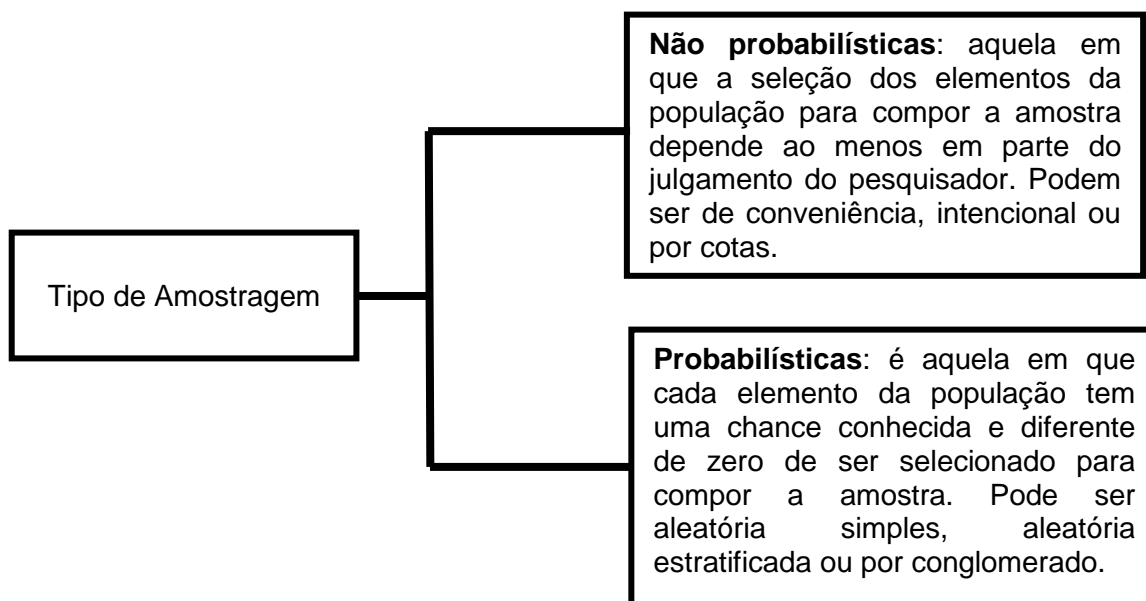 Não probabilísticas: aquela em
que a seleção dos elementos da
população para compor a amostra
depende ao menos em parte do
julgamento do pesquisador. Podem
ser de conveniência, intencional ou
por cotas.
Tipo de Amostragem
Probabilísticas: é aquela em que
cada elemento da população tem
uma chance conhecida e diferente
de zero de ser selecionado para
compor a amostra. Pode ser
aleatória simples, aleatória
estratificada ou por conglomerado.